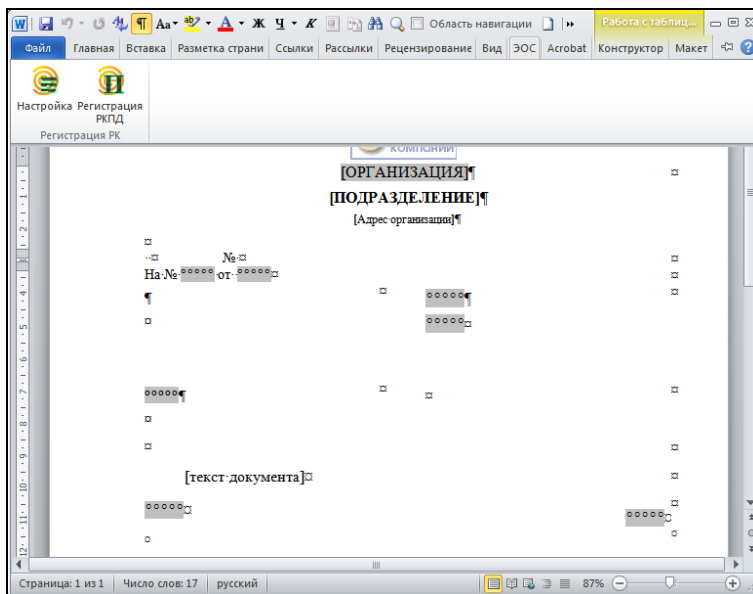 Область навигации
Работа с таблиц...
Файл Главная Вставка Разметка страни Ссылки Рассылки Рецензирование Вид ЭОС Acrobat Конструктор Макет
Настройка Регистрация
РКПД
Регистрация РК
КОМПАНИИ
[ОРГАНИЗАЦИЯ]¶
[ПОДРАЗДЕЛЕНИЕ]¶
[Адрес·организации]¶
№
На·№·°°°°°·от··°°°°°
°°°°°¶
°°°°°
°°°°°¶
[текст·документа]
°°°°° °°°°°
Страница: 1 из 1 Число слов: 17 русский 87%